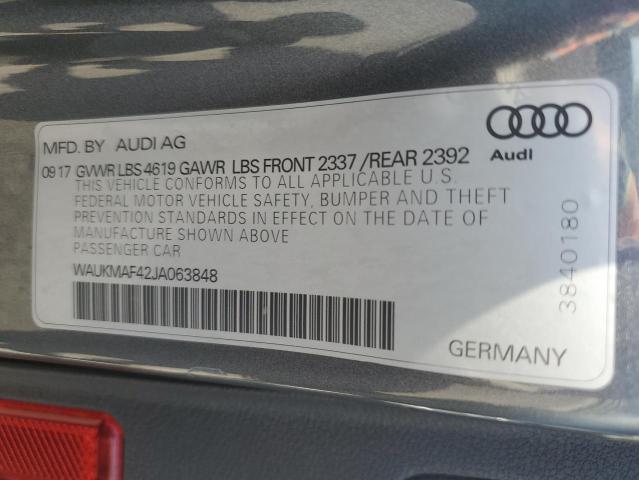 MFD. BY AUDI AG
09 17 GVWR LBS 4619 GAWR LBS FRONT 2337 /REAR 2392
THIS VEHICLE CONFORMS TO ALL APPLICABLE U.S.
FEDERAL MOTOR VEHICLE SAFETY, BUMPER AND THEFT
PREVENTION STANDARDS IN EFFECT ON THE DATE OF
MANUFACTURE SHOWN ABOVE
PASSENGER CAR
WAUKMAF42JA063848
Audi
3840180
GERMANY